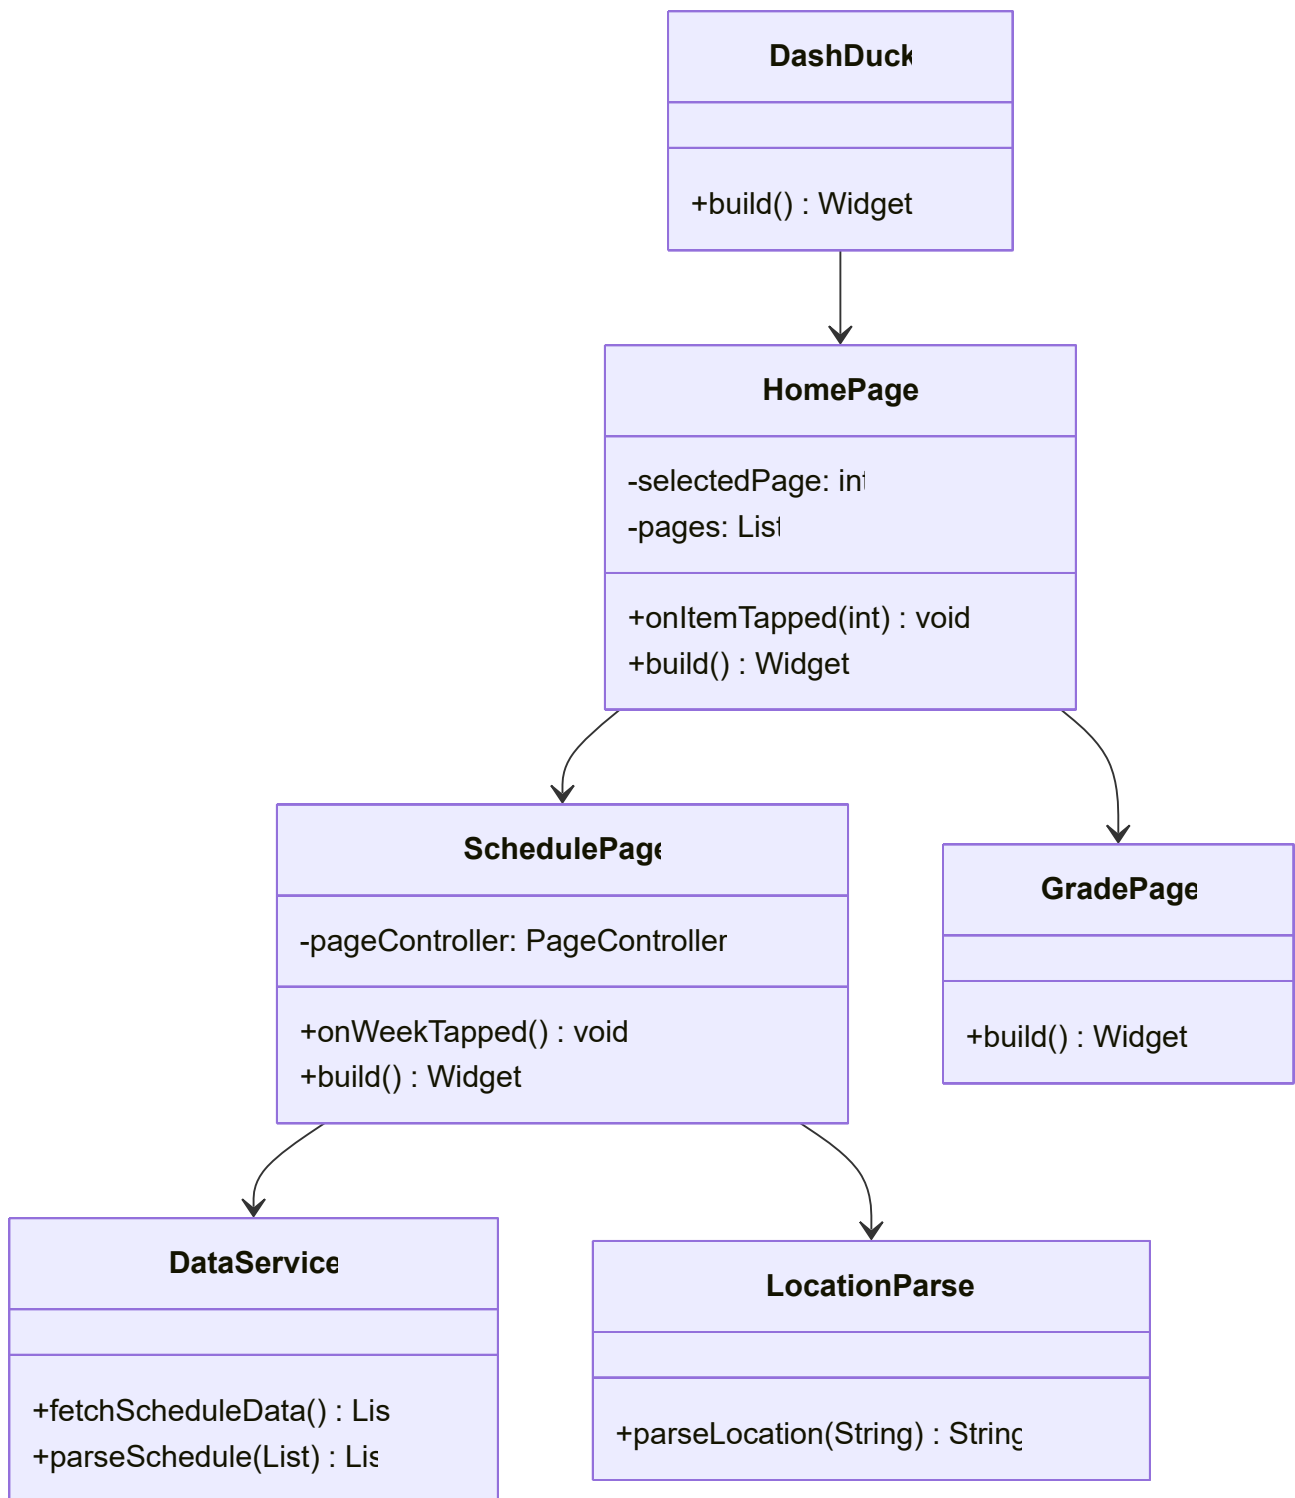 DashDuck
+build() : Widget
HomePage
-selectedPage: int
-pages: List
+onItemTapped(int) : void
+build() : Widget
SchedulePage
-pageController: PageController
+onWeekTapped() : void
+build() : Widget
GradePage
+build() : Widget
DataService
+fetchScheduleData() : Lis
+parseSchedule(List) : Lis
LocationParse
+parseLocation(String) : String